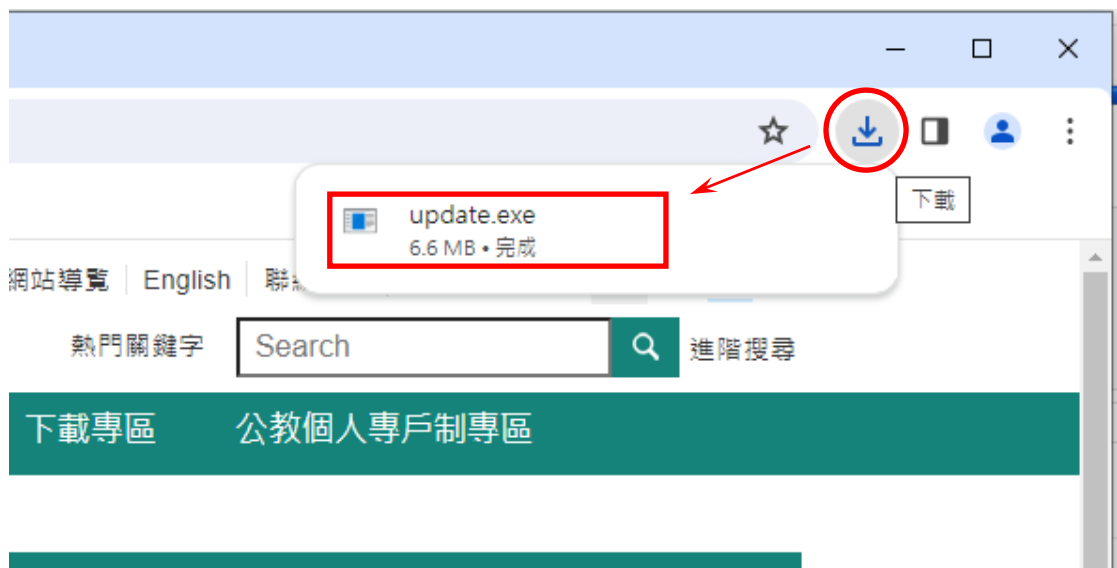 下載
update.exe
6.6 MB • 完成
網站導覽 English
熱門關鍵字 Search 進階搜尋
下載專區 公教個人專戶制專區